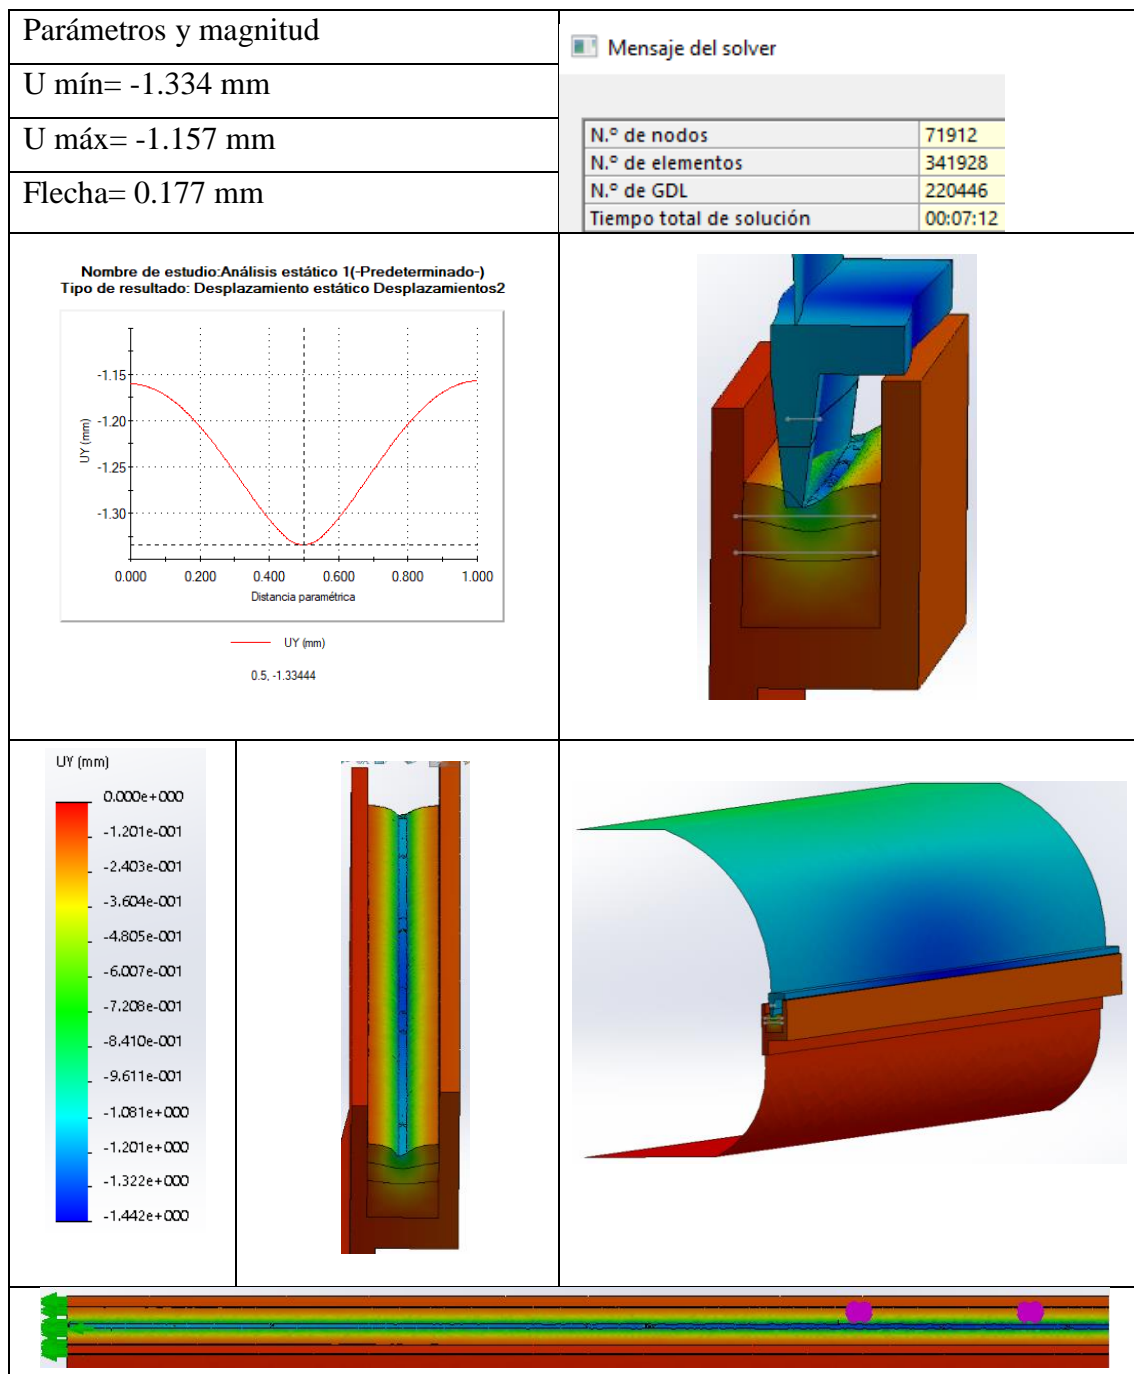 Parámetros y magnitud
U mín= -1.334 mm
U máx= -1.157 mm
Flecha= 0.177 mm
Mensaje del solver
N.º de nodos 71912
N.º de elementos 341928
N.º de GDL 220446
Tiempo total de solución 00:07:12
Nombre de estudio:Análisis estático 1(-Predeterminado-)
Tipo de resultado: Desplazamiento estático Desplazamientos2
-1.15
-1.20
-1.25
-1.30
UY (mm)
0.000 0.200 0.400 0.600 0.800 1.000
Distancia paramétrica
UY (mm)
0.5, -1.33444
UY (mm)
0.000e+000
-1.201e-001
-2.403e-001
-3.604e-001
-4.805e-001
-6.007e-001
-7.208e-001
-8.410e-001
-9.611e-001
-1.081e+000
-1.201e+000
-1.322e+000
-1.442e+000